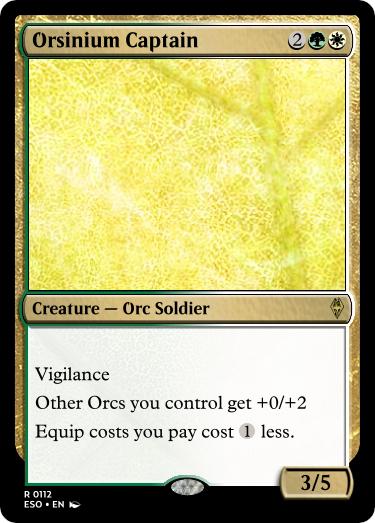 Orsinium Captain 2
Creature — Orc Soldier
Vigilance
Other Orcs you control get +0/+2
Equip costs you pay cost 1 less.
3/5
R 0112
ESO • EN